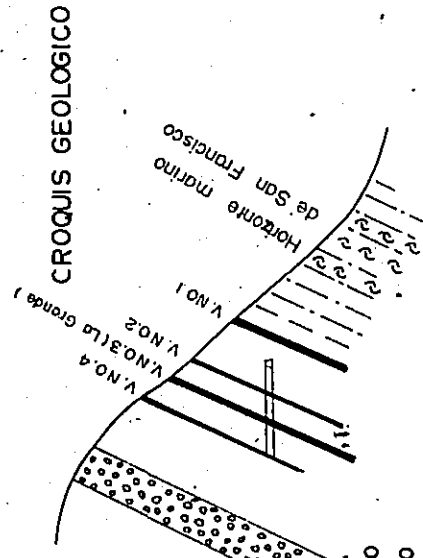 CROQUIS GEOLOGICO
Horizonte marino
de San Francisco
V. NO.1
V. NO.2
V. NO.3 (La Grande)
V. NO.4